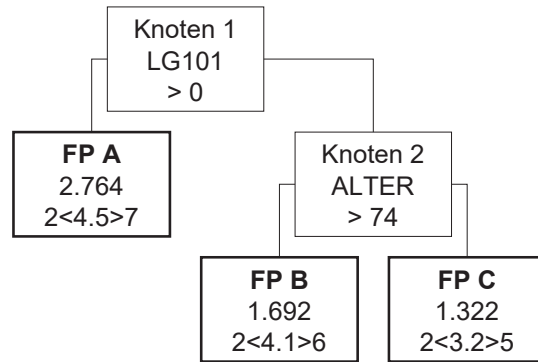 Knoten 1
LG101
> 0
FP A
2.764
2<4.5>7
Knoten 2
ALTER
> 74
FP B
1.692
2<4.1>6
FP C
1.322
2<3.2>5